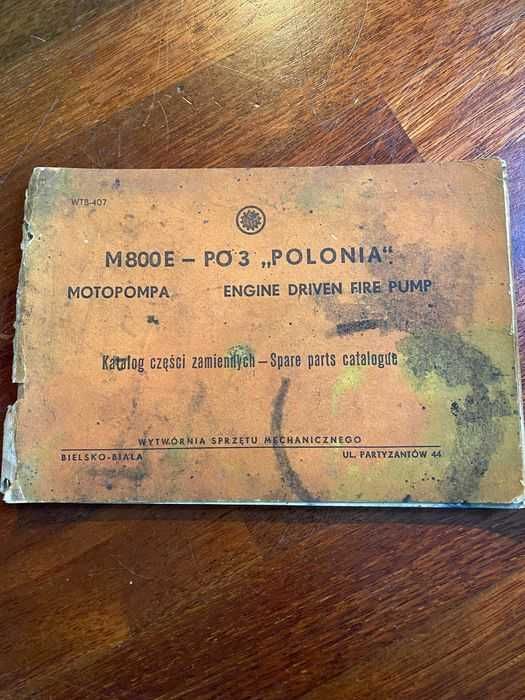 WTB-407
M800E – PO3 „POLONIA"
MOTOPOMPA ENGINE DRIVEN FIRE PUMP
Katalog części zamiennych – Spare parts catalogue
WYTWÓRNIA SPRZĘTU MECHANICZNEGO
BIELSKO-BIAŁA UL. PARTYZANTÓW 44